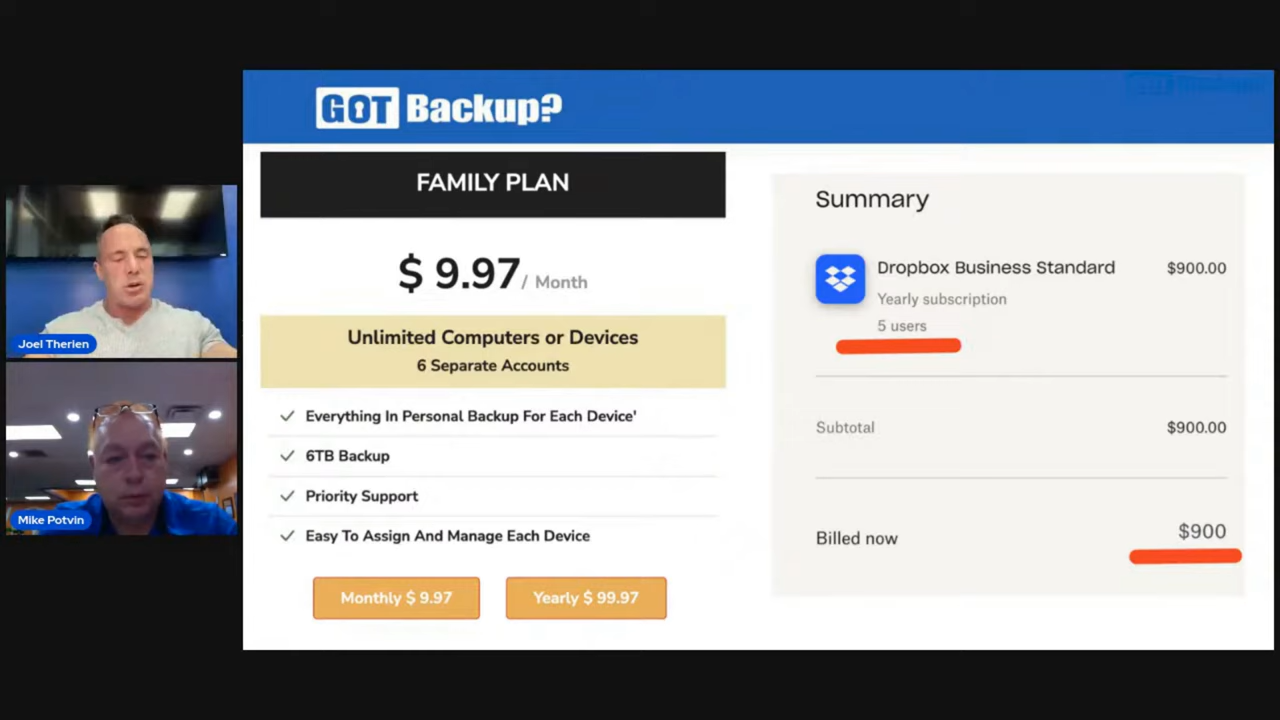 GOT Backup?
FAMILY PLAN
$ 9.97 / Month
Unlimited Computers or Devices
6 Separate Accounts
Everything In Personal Backup For Each Device'
6TB Backup
Priority Support
Easy To Assign And Manage Each Device
Monthly $ 9.97
Yearly $ 99.97
Summary
Dropbox Business Standard $900.00
Yearly subscription
5 users
Subtotal $900.00
Billed now $900
Joel Therien
Mike Potvin